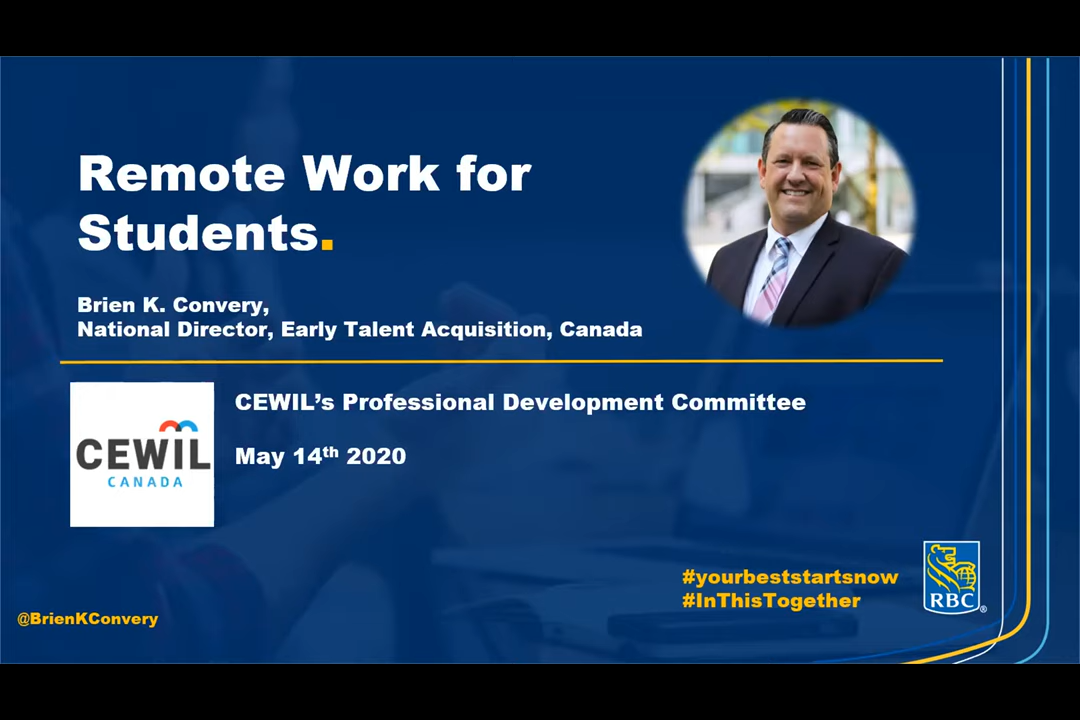 Remote Work for
Students.
Brien K. Convery,
National Director, Early Talent Acquisition, Canada
CEWIL
CANADA
CEWIL’s Professional Development Committee
May 14th 2020
#yourbeststartsnow
#InThisTogether
RBC®
@BrienKConvery